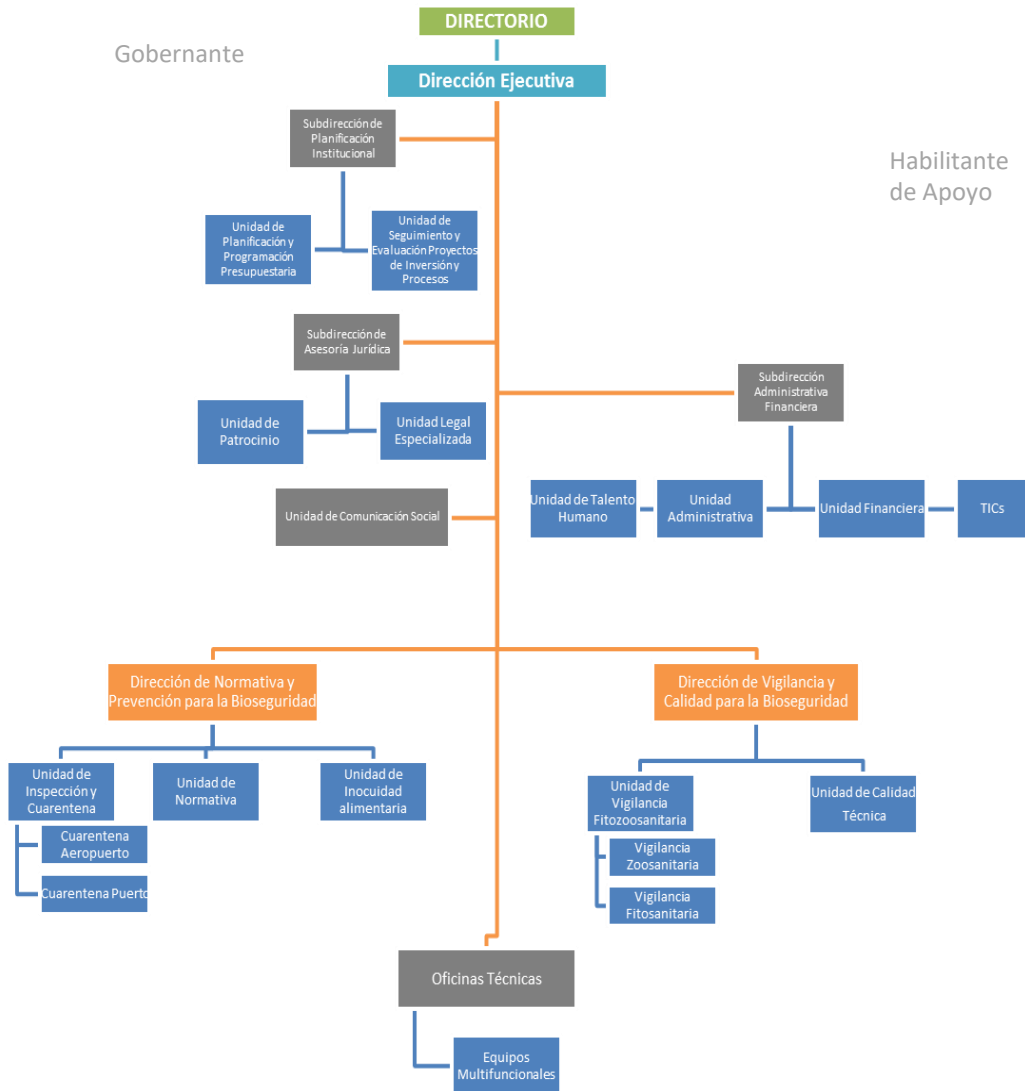 DIRECTORIO
Gobernante
Dirección Ejecutiva
Subdirección de
Planificación
Institucional
Habilitante
de Apoyo
Unidad de
Planificación y
Programación
Presupuestaria
Unidad de
Seguimiento y
Evaluación Proyectos
de Inversión y
Procesos
Subdirección de
Asesoría Jurídica
Subdirección
Administrativa
Financiera
Unidad de
Patrocinio
Unidad Legal
Especializada
Unidad de Comunicación Social
Unidad de Talento
Humano
Unidad
Administrativa
Unidad Financiera
TICs
Dirección de Normativa y
Prevención para la Bioseguridad
Dirección de Vigilancia y
Calidad para la Bioseguridad
Unidad de
Inspección y
Cuarentena
Unidad de
Normativa
Unidad de
Inocuidad
alimentaria
Unidad de
Vigilancia
Fitozoosanitaria
Unidad de Calidad
Técnica
Cuarentena
Aeropuerto
Cuarentena Puerto
Vigilancia
Zoosanitaria
Vigilancia
Fitosanitaria
Oficinas Técnicas
Equipos
Multifuncionales